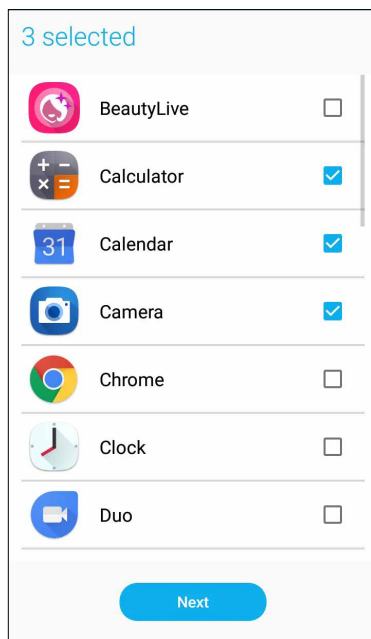 3 selected
BeautyLive
Calculator
31
Calendar
Camera
Chrome
Clock
Duo
Next